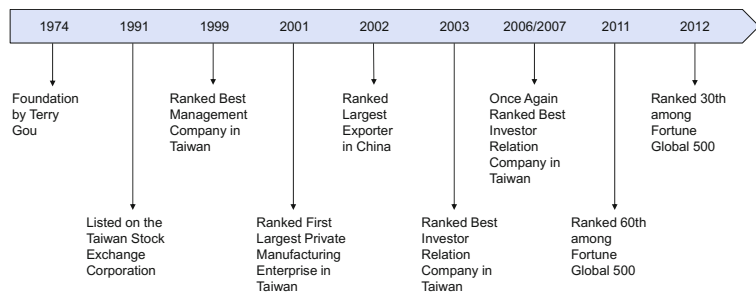 1974 1991 1999 2001 2002 2003 2006/2007 2011 2012
Foundation
by Terry
Gou
Ranked Best
Management
Company in
Taiwan
Ranked
Largest
Exporter
in China
Once Again
Ranked Best
Investor
Relation
Company in
Taiwan
Ranked 30th
among
Fortune
Global 500
Listed on the
Taiwan Stock
Exchange
Corporation
Ranked First
Largest Private
Manufacturing
Enterprise in
Taiwan
Ranked Best
Investor
Relation
Company in
Taiwan
Ranked 60th
among
Fortune
Global 500